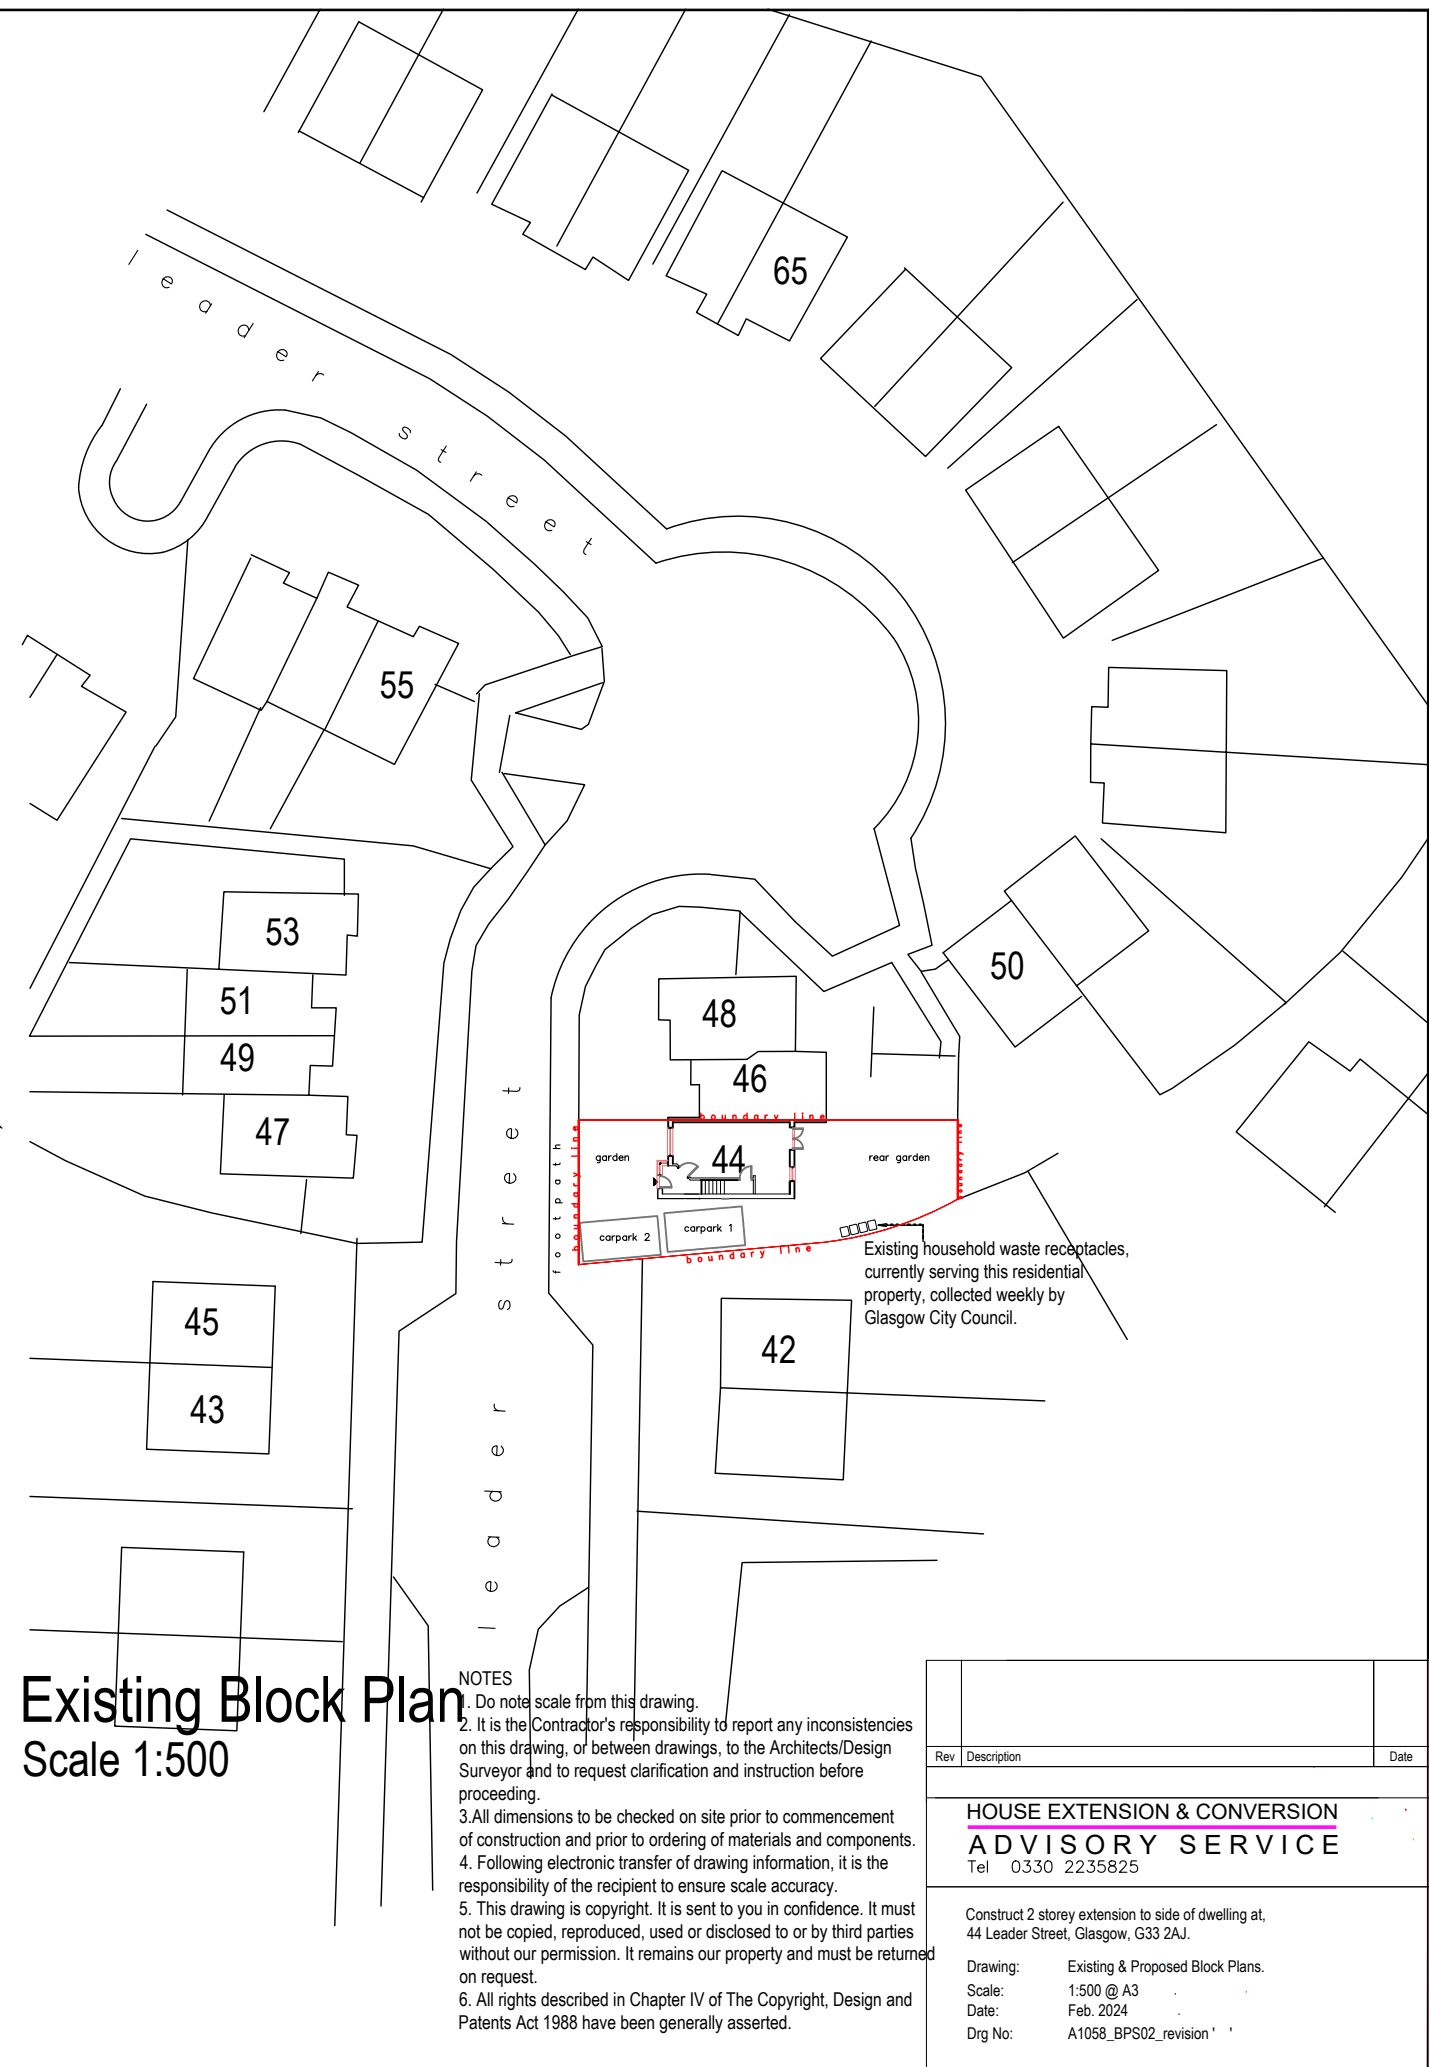 65
leader street
55
53
51
49
47
48
46
50
boundary line
44
garden
rear garden
boundary line
boundary line
footpath
carpark 1
carpark 2
boundary line
Existing household waste receptacles,
currently serving this residential
property, collected weekly by
Glasgow City Council.
leader street
45
43
42
Existing Block Plan
Scale 1:500
NOTES
1. Do note scale from this drawing.
2. It is the Contractor's responsibility to report any inconsistencies
on this drawing, or between drawings, to the Architects/Design
Surveyor and to request clarification and instruction before
proceeding.
3.All dimensions to be checked on site prior to commencement
of construction and prior to ordering of materials and components.
4. Following electronic transfer of drawing information, it is the
responsibility of the recipient to ensure scale accuracy.
5. This drawing is copyright. It is sent to you in confidence. It must
not be copied, reproduced, used or disclosed to or by third parties
without our permission. It remains our property and must be returned
on request.
6. All rights described in Chapter IV of The Copyright, Design and
Patents Act 1988 have been generally asserted.
Rev Description Date
HOUSE EXTENSION & CONVERSION
ADVISORY SERVICE
Tel 0330 2235825
Construct 2 storey extension to side of dwelling at,
44 Leader Street, Glasgow, G33 2AJ.
Drawing: Existing & Proposed Block Plans.
Scale: 1:500 @ A3
Date: Feb. 2024
Drg No: A1058_BPS02_revision ' '